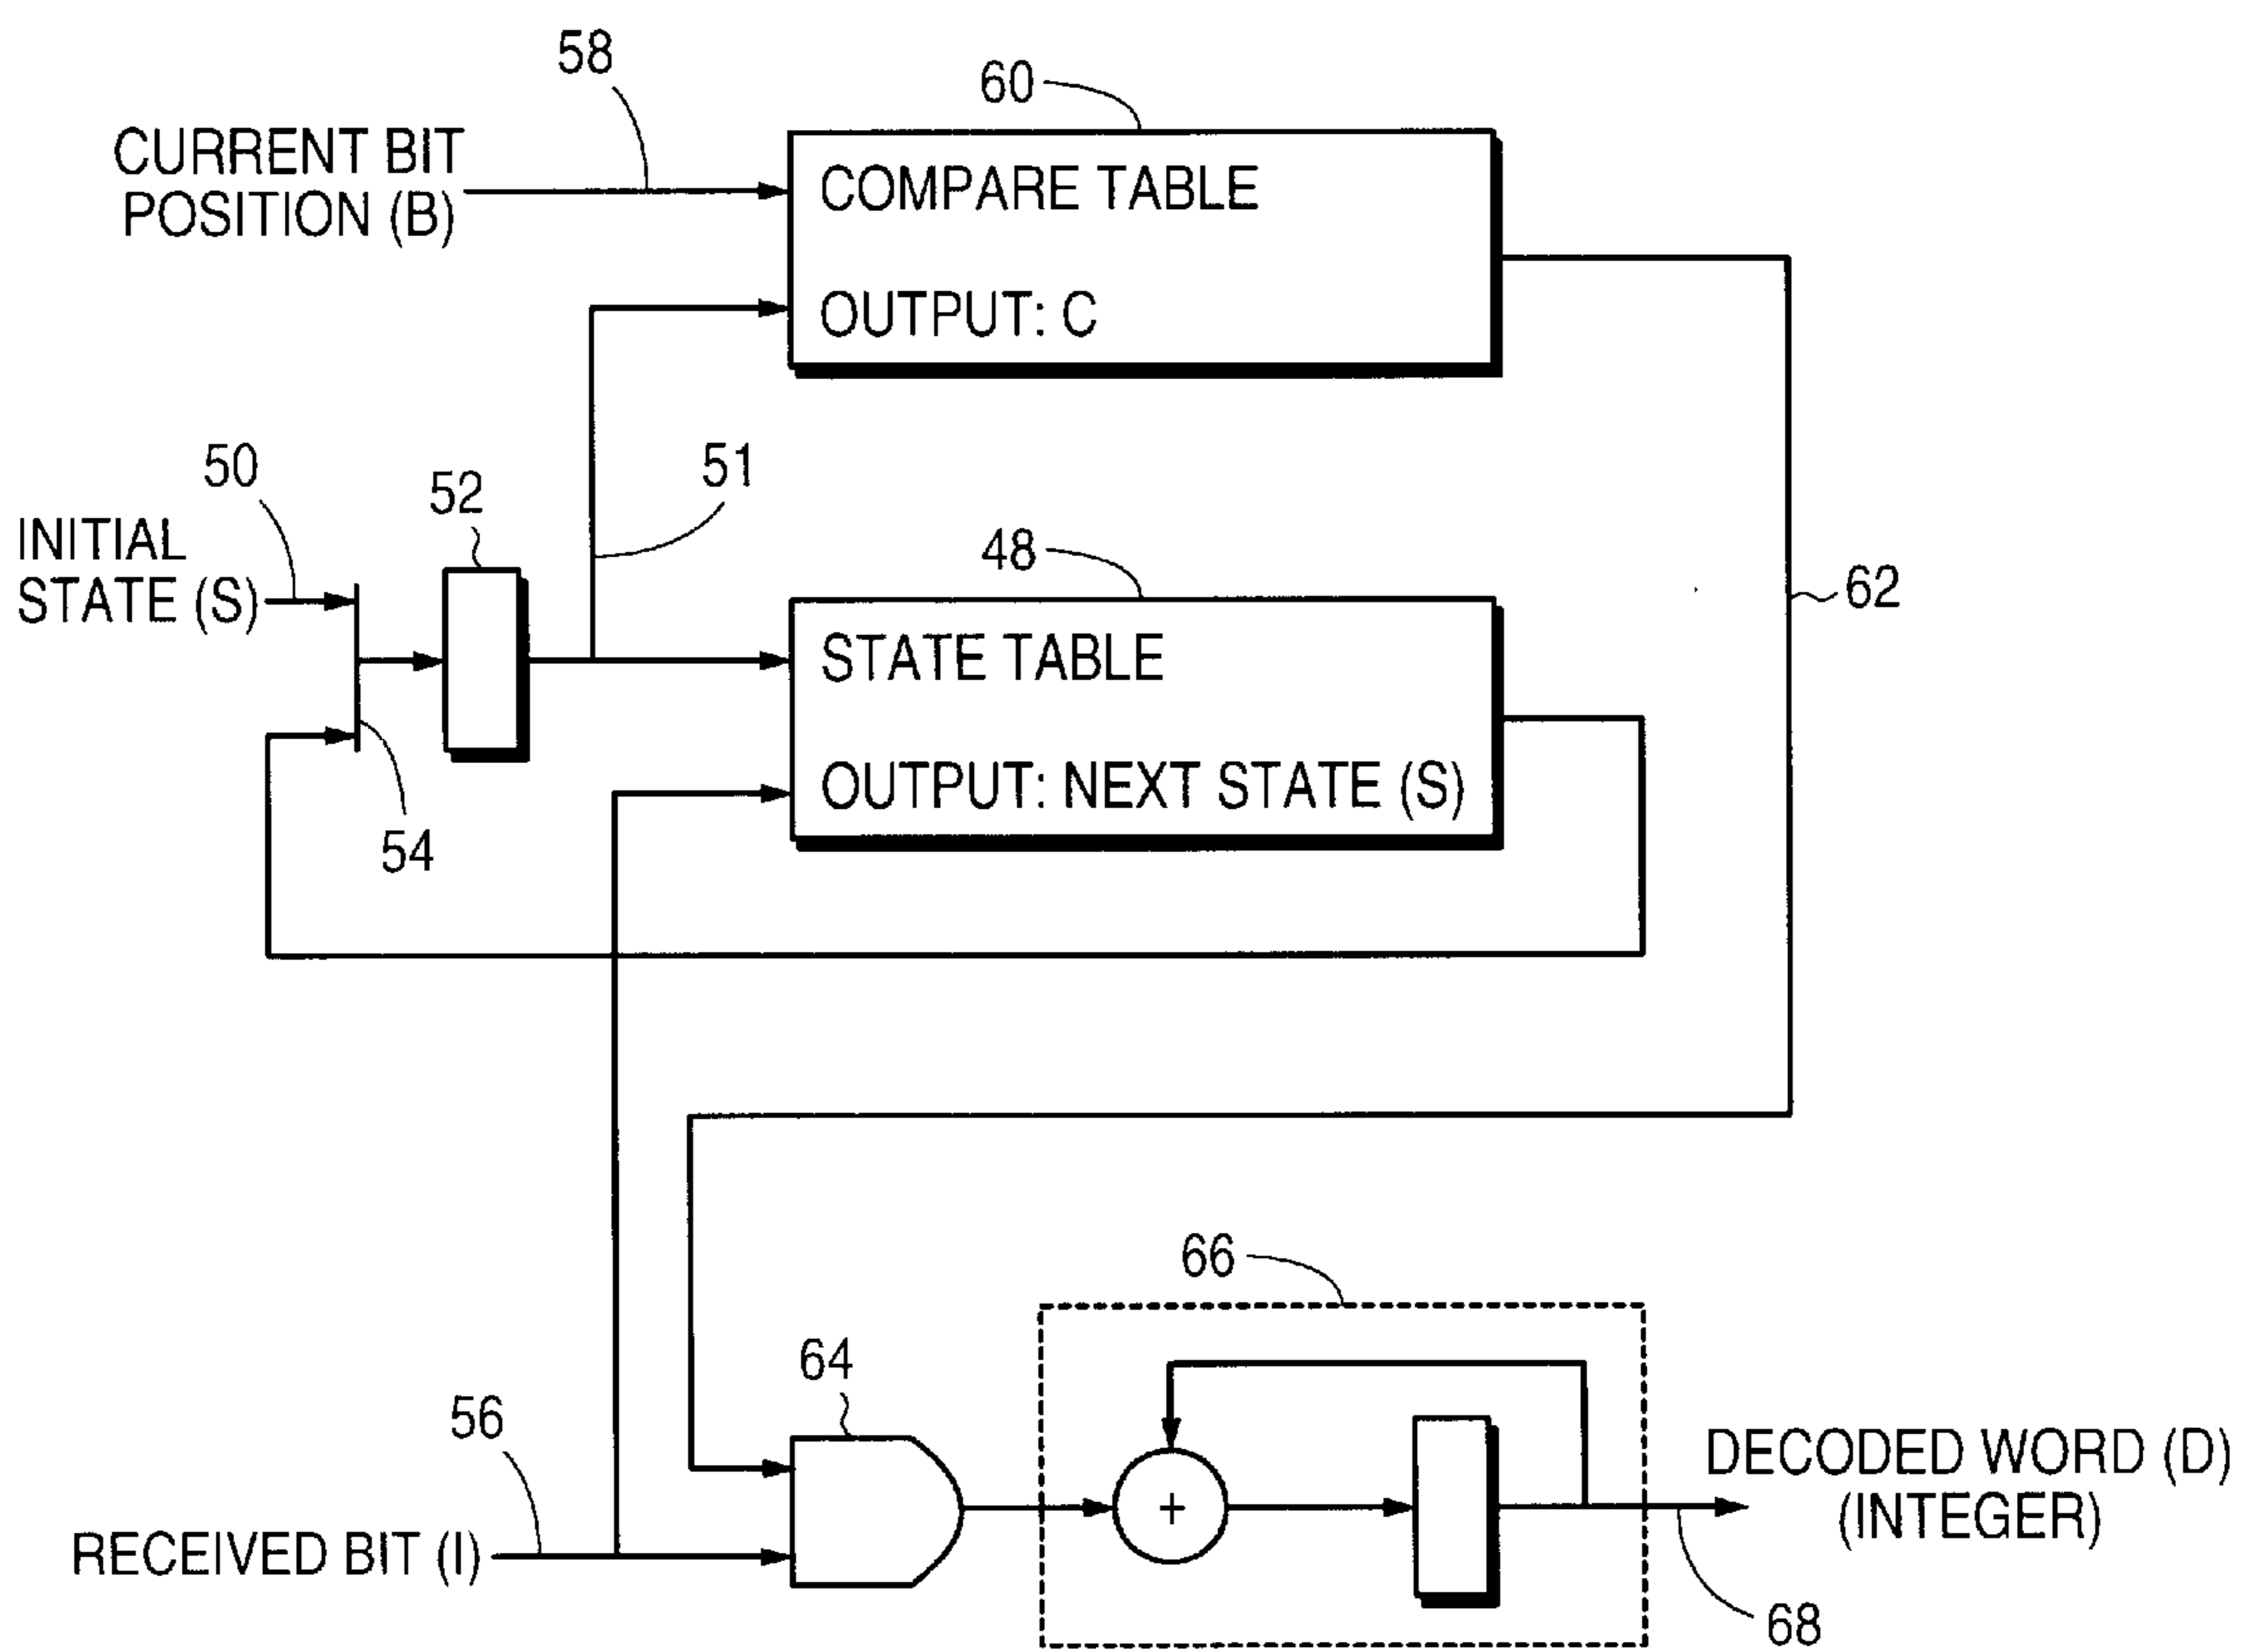 58
60
CURRENT BIT
POSITION (B)
COMPARE TABLE
OUTPUT: C
50
52
51
INITIAL
STATE (S)
48
62
STATE TABLE
OUTPUT: NEXT STATE (S)
54
66
64
56
+
DECODED WORD (D)
(INTEGER)
RECEIVED BIT (I)
68